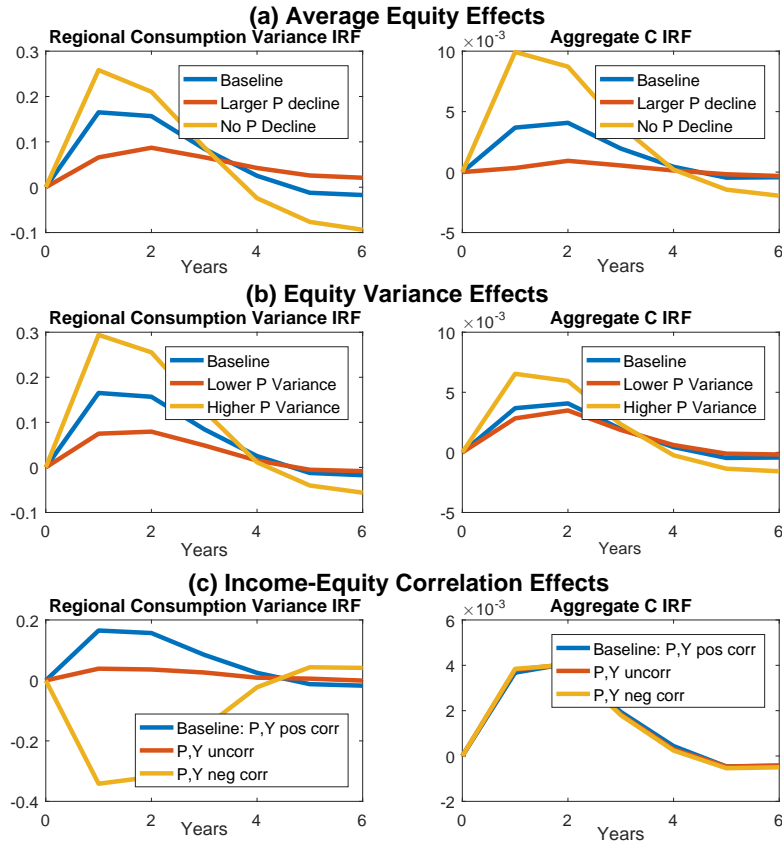 (a) Average Equity Effects
Regional Consumption Variance IRF
0.3
0.2
0.1
0
-0.1
0 2 4 6
Years
Baseline
Larger P decline
No P Decline
Aggregate C IRF
×10⁻³
10
5
0
-5
0 2 4 6
Years
Baseline
Larger P decline
No P Decline
(b) Equity Variance Effects
Regional Consumption Variance IRF
0.3
0.2
0.1
0
-0.1
0 2 4 6
Years
Baseline
Lower P Variance
Higher P Variance
Aggregate C IRF
×10⁻³
10
5
0
-5
0 2 4 6
Years
Baseline
Lower P Variance
Higher P Variance
(c) Income-Equity Correlation Effects
Regional Consumption Variance IRF
0.2
0
-0.2
-0.4
0 2 4 6
Years
Baseline: P,Y pos corr
P,Y uncorr
P,Y neg corr
Aggregate C IRF
×10⁻³
6
4
2
0
-2
0 2 4 6
Years
Baseline: P,Y pos corr
P,Y uncorr
P,Y neg corr